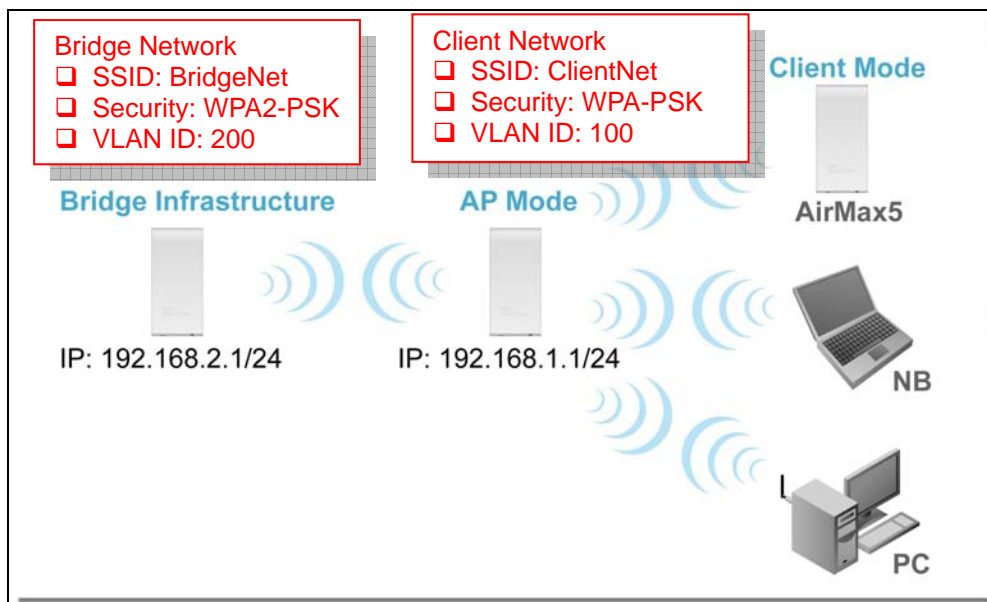 Bridge Network
❑ SSID: BridgeNet
❑ Security: WPA2-PSK
❑ VLAN ID: 200
Client Network
❑ SSID: ClientNet
❑ Security: WPA-PSK
❑ VLAN ID: 100
Client Mode
AirMax5
Bridge Infrastructure
AP Mode
IP: 192.168.2.1/24
IP: 192.168.1.1/24
NB
PC